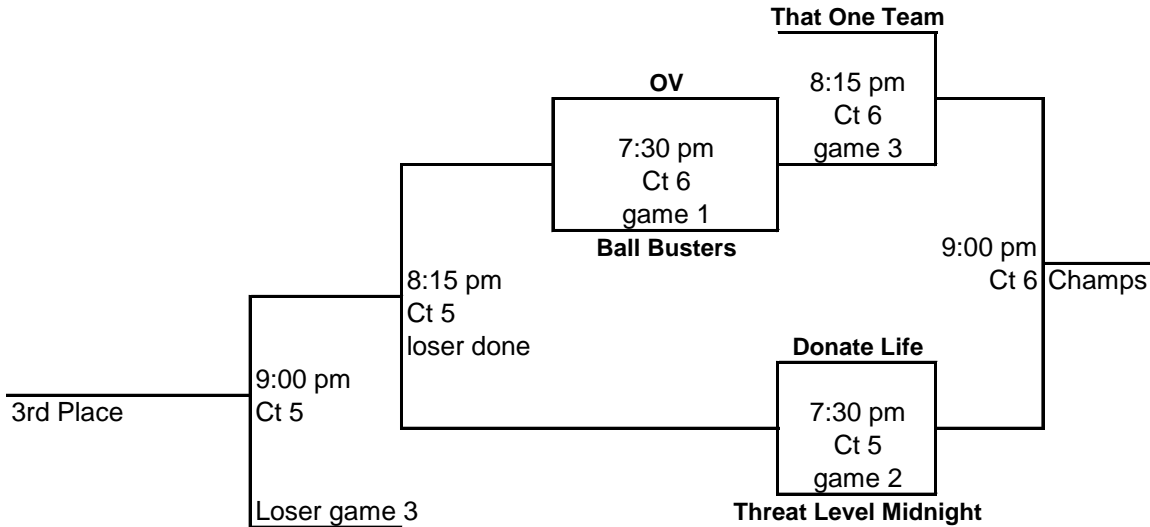 That One Team
OV
8:15 pm
Ct 6
game 3
7:30 pm
Ct 6
game 1
Ball Busters
9:00 pm
Ct 6
Champs
8:15 pm
Ct 5
loser done
Donate Life
9:00 pm
Ct 5
3rd Place
7:30 pm
Ct 5
game 2
Loser game 3
Threat Level Midnight